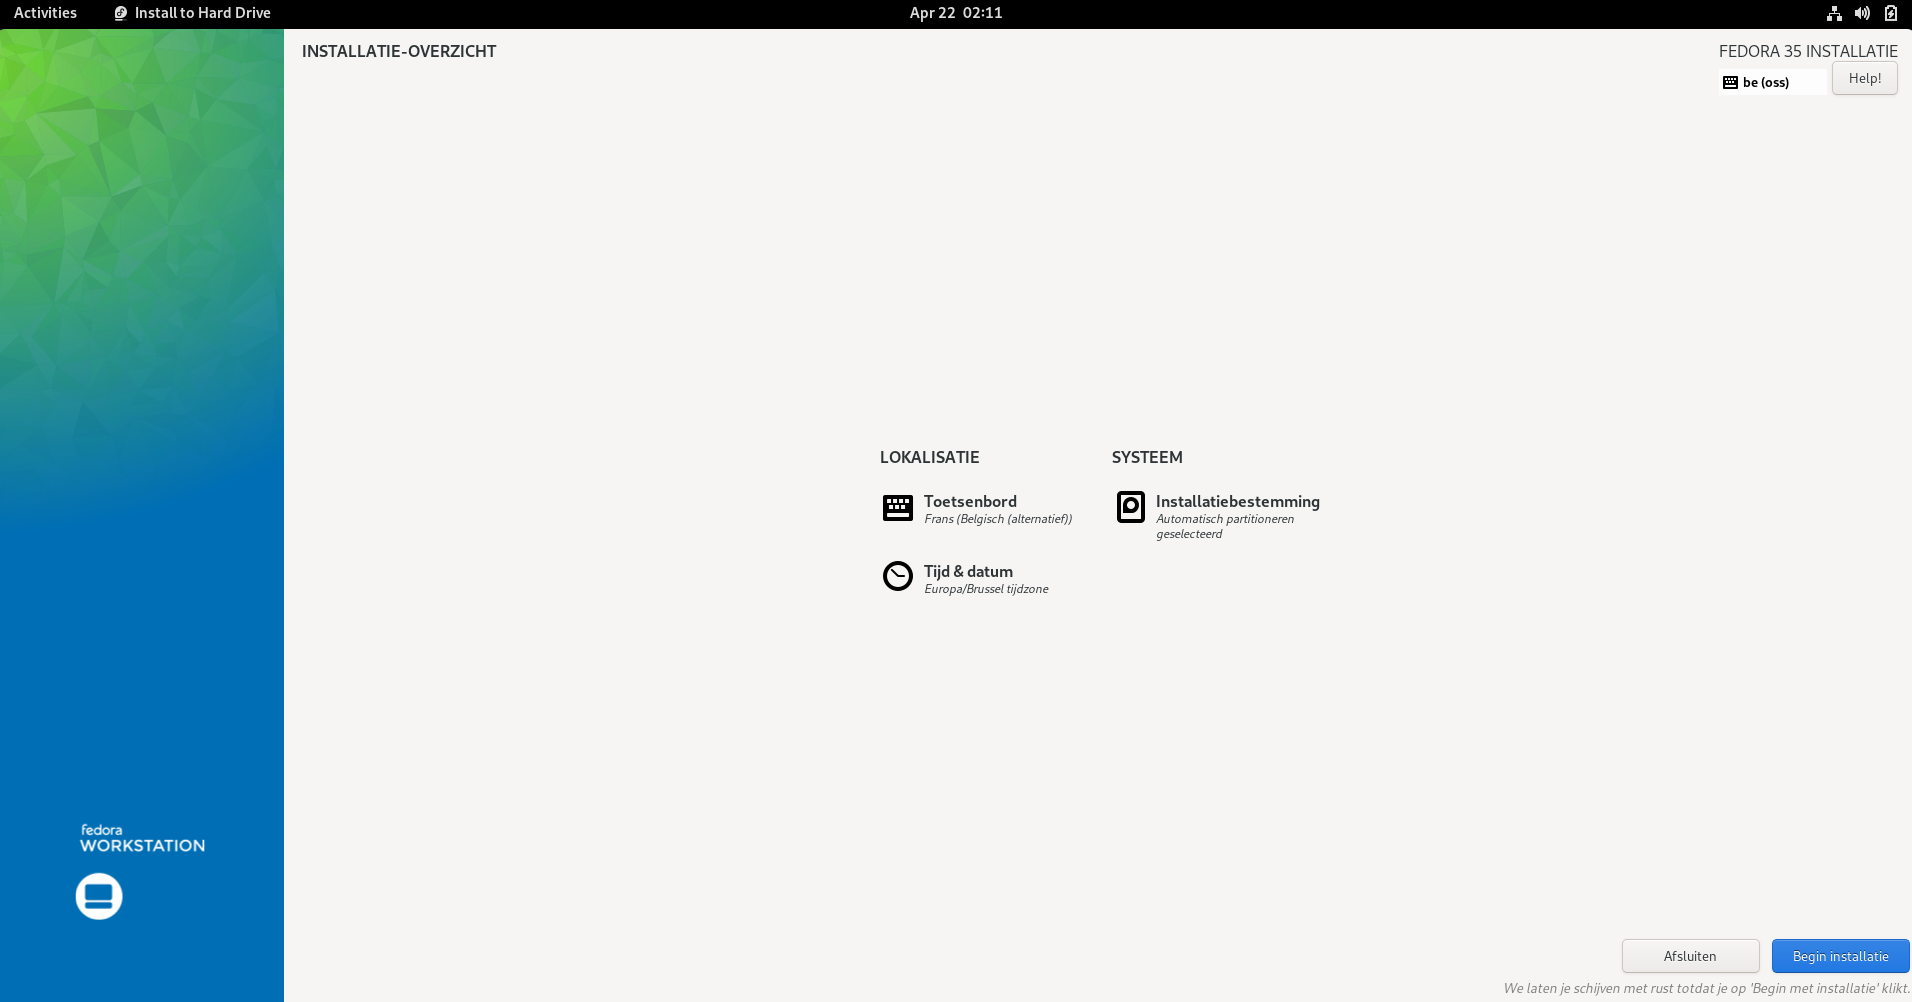 Activities Install to Hard Drive Apr 22 02:11
INSTALLATIE-OVERZICHT
FEDORA 35 INSTALLATIE
be (oss)
Help!
LOKALISATIE
Toetsenbord
Frans (Belgisch (alternatief))
Tijd & datum
Europa/Brussel tijdzone
SYSTEEM
Installatiebestemming
Automatisch partitioneren
geselecteerd
fedora
WORKSTATION
Afsluiten
Begin installatie
We laten je schijven met rust totdat je op 'Begin met installatie' klikt.